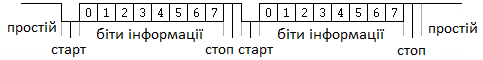 0 1 2 3 4 5 6 7 0 1 2 3 4 5 6 7
простій біти інформації біти інформації простій
старт стоп старт стоп